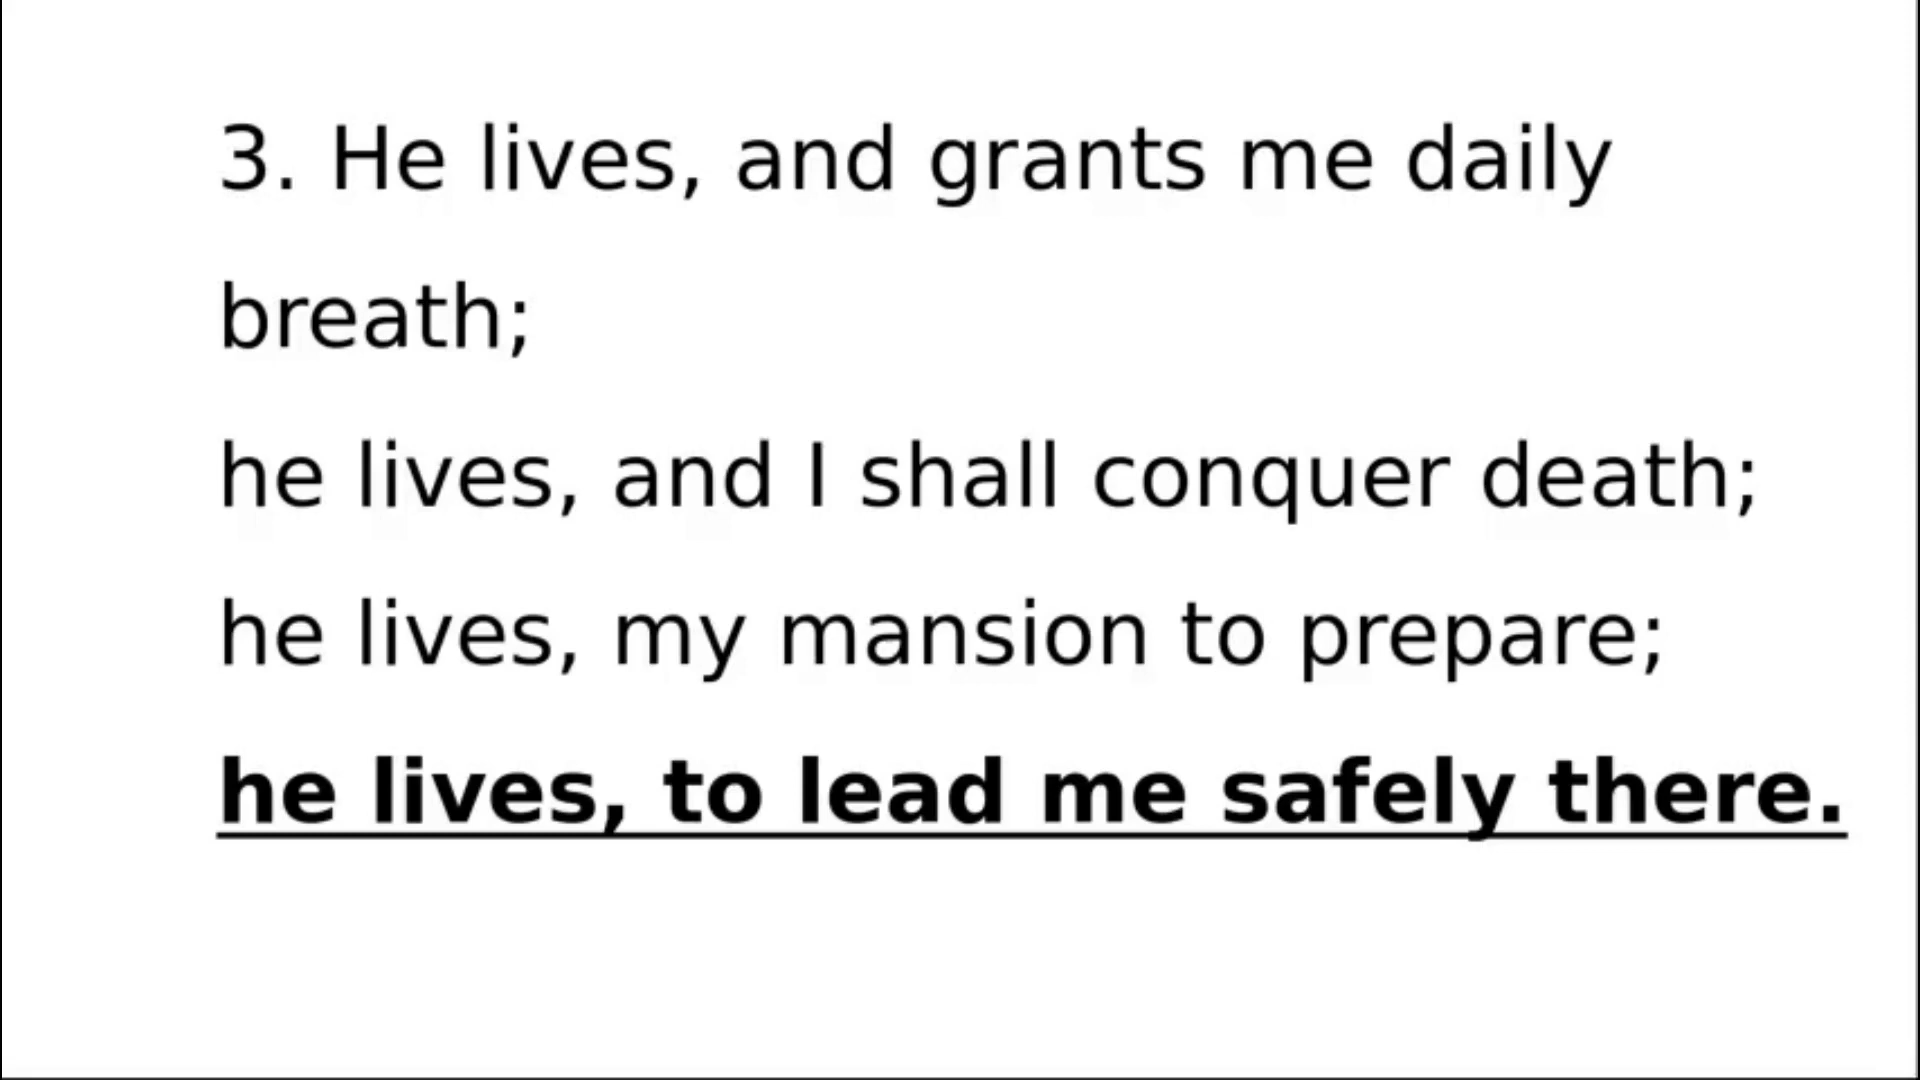 3. He lives, and grants me daily
breath;
he lives, and I shall conquer death;
he lives, my mansion to prepare;
he lives, to lead me safely there.